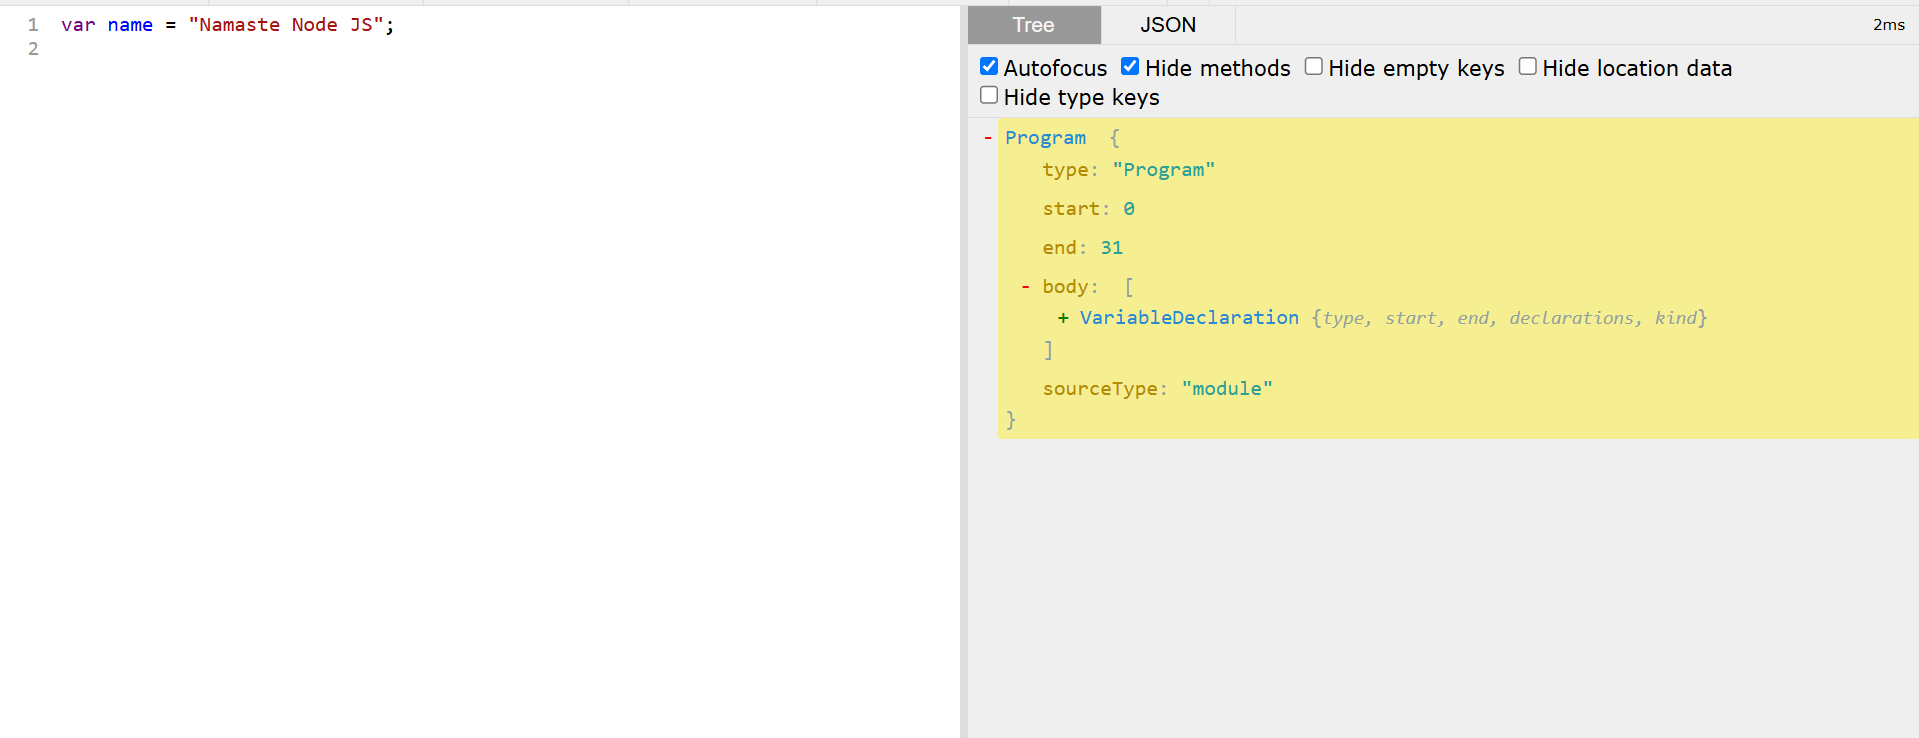 1 var name = "Namaste Node JS";
2
Tree JSON 2ms
Autofocus Hide methods Hide empty keys Hide location data
Hide type keys
- Program {
type: "Program"
start: 0
end: 31
- body: [
+ VariableDeclaration {type, start, end, declarations, kind}
]
sourceType: "module"
}